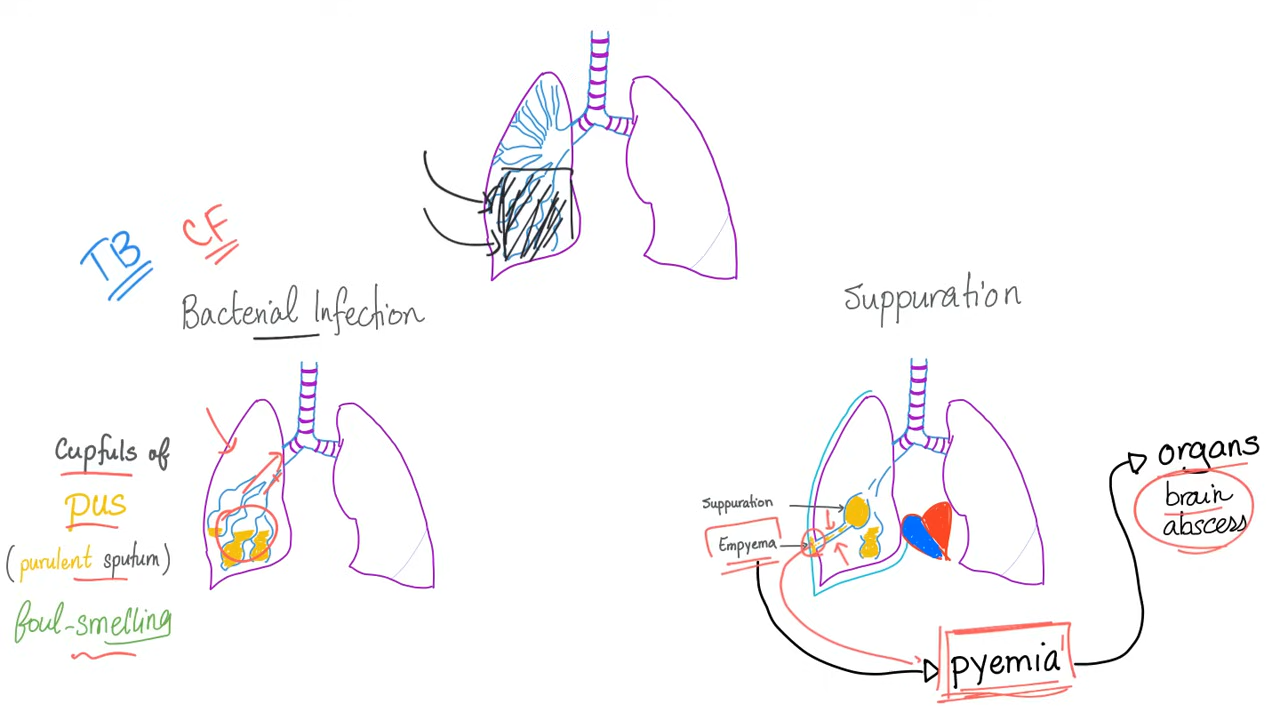 TB
CF
Bacterial Infection
Cupfuls of
pus
(purulent sputum)
foul-smelling
Suppuration
Suppuration
Empyema
pyemia
organs
brain
abscess